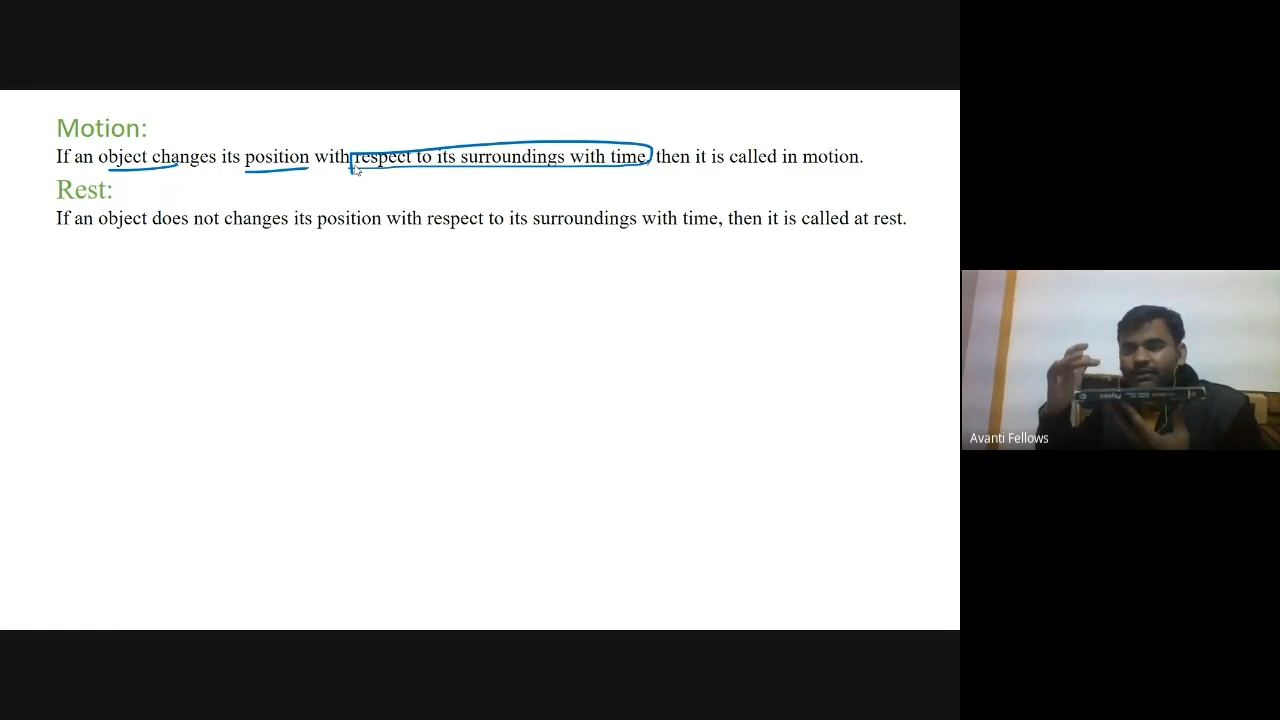 Motion:
If an object changes its position with respect to its surroundings with time, then it is called in motion.
Rest:
If an object does not changes its position with respect to its surroundings with time, then it is called at rest.
Physics
Avanti Fellows